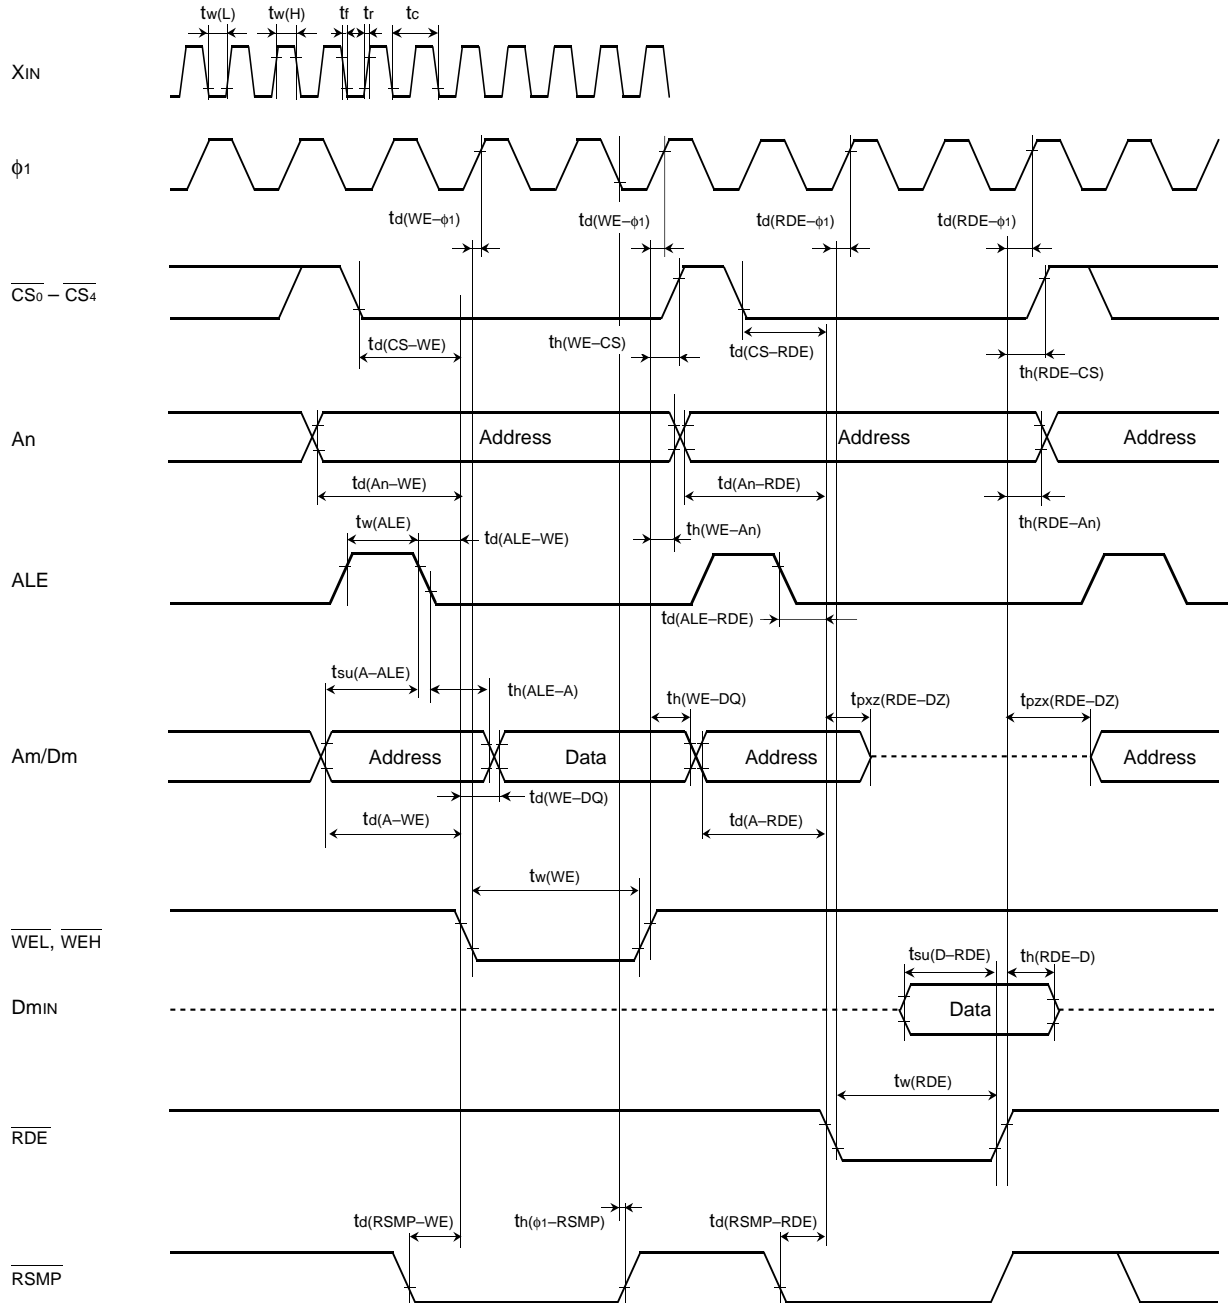 tw(L) tw(H) tf tr tc
XIN
ϕ1
td(WE–ϕ1) td(WE–ϕ1) td(RDE–ϕ1) td(RDE–ϕ1)
CS0 – CS4
td(CS–WE) th(WE–CS) td(CS–RDE) th(RDE–CS)
An Address Address Address
td(An–WE) td(An–RDE)
tw(ALE) td(ALE–WE) th(WE–An) th(RDE–An)
ALE
td(ALE–RDE)
tsu(A–ALE) th(ALE–A) th(WE–DQ) tpxz(RDE–DZ) tpzx(RDE–DZ)
Am/Dm Address Data Address Address
td(WE–DQ)
td(A–WE) td(A–RDE)
tw(WE)
WEL, WEH
tsu(D–RDE) th(RDE–D)
DmIN Data
tw(RDE)
RDE
td(RSMP–WE) th(ϕ1–RSMP) td(RSMP–RDE)
RSMP